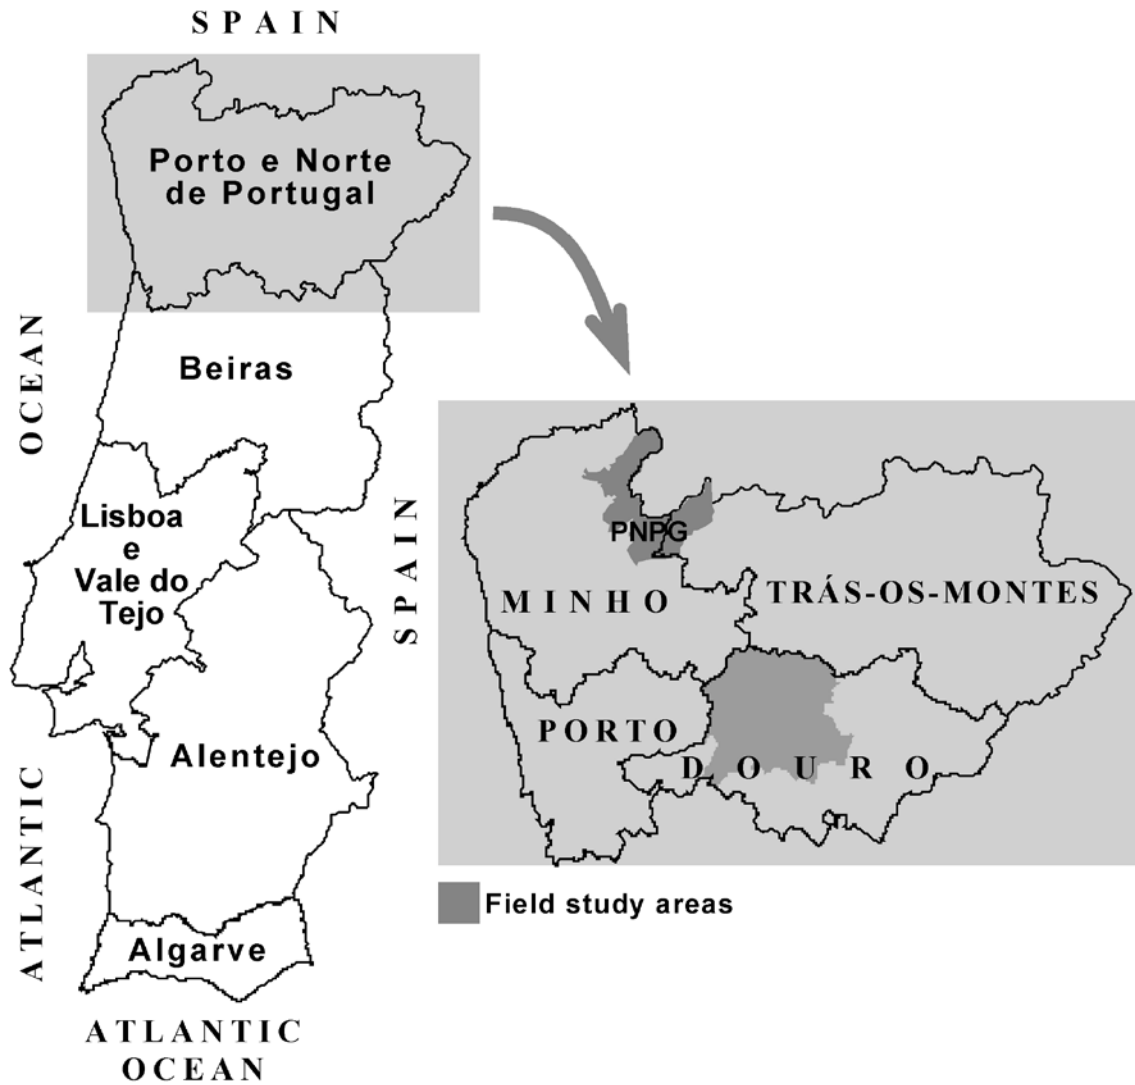 SPAIN
Porto e Norte
de Portugal
OCEAN
Beiras
Lisboa
e
Vale do
Tejo
SPAIN
Alentejo
ATLANTIC
Algarve
ATLANTIC
OCEAN
PNPG
MINHO
TRÁS-OS-MONTES
PORTO
DOURO
Field study areas